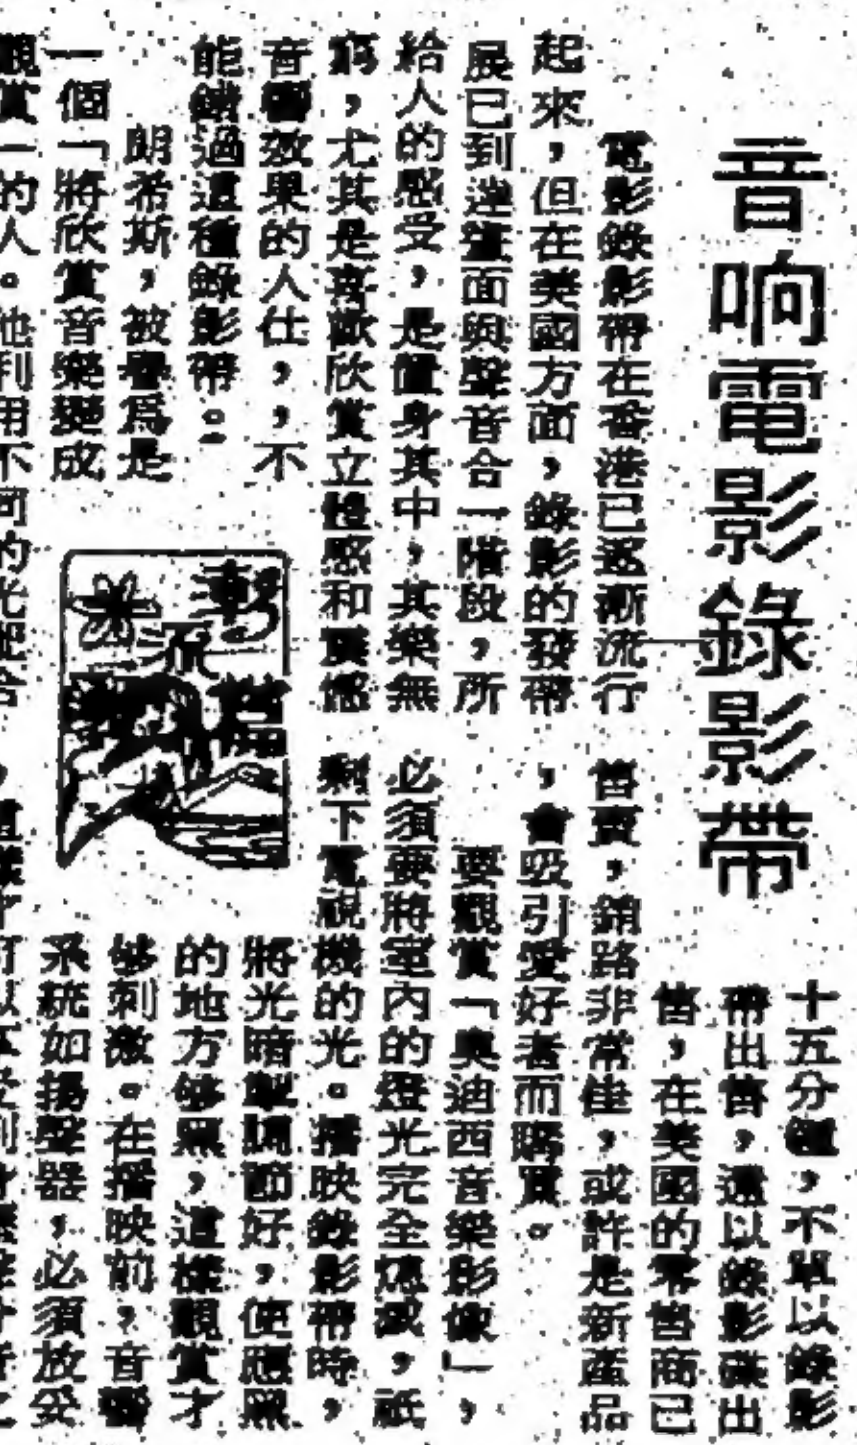 音响電影錄影帶
電影錄影帶在香港已逐漸流行
起來,但在美國方面,錄影的發帶
展已到達畫面與聲音合一階段,所
給人的感受,是置身其中,其樂無
窮,尤其是喜歡欣賞立體感和震撼
音響效果的人仕,,不
能錯過這種錄影帶。
朗希斯,被譽爲是
一個「將欣賞音樂變成
觀賞一的人。他利用不同的光配合
十五分鐘,不單以錄影
帶出售,還以錄影碟出
售,在美國的零售商已
售賣,銷路非常佳,或許是新產品
,會吸引愛好者而購買。
要觀賞「奧迪西音樂影像」,
必須要將室內的燈光完全熄滅,祇
剩下電視機的光。播映錄影帶時,
將光暗掣調節好,使應黑
的地方够黑,這樣觀賞才
够刺激。在播映前,音響
系統如揚聲器,必須放妥